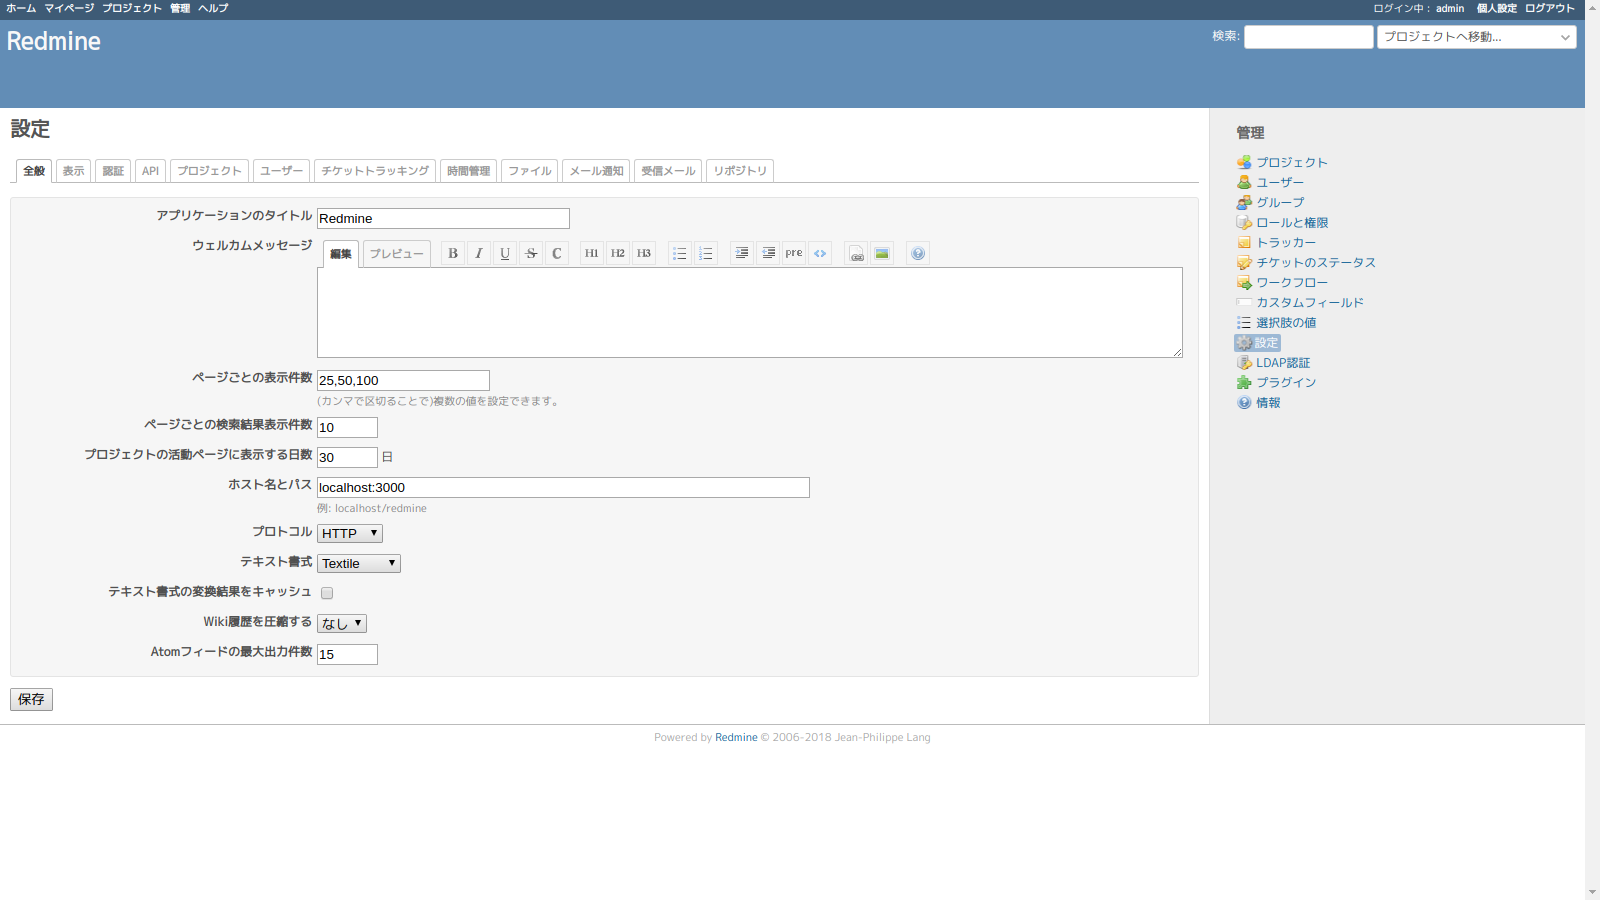 ホーム マイページ プロジェクト 管理 ヘルプ
ログイン中 : admin 個人設定 ログアウト
Redmine
検索:
プロジェクトへ移動...
設定
全般 表示 認証 API プロジェクト ユーザー チケットトラッキング 時間管理 ファイル メール通知 受信メール リポジトリ
アプリケーションのタイトル Redmine
ウェルカムメッセージ 編集 プレビュー B I U S C H1 H2 H3 pre
ページごとの表示件数 25,50,100
(カンマで区切ることで)複数の値を設定できます。
ページごとの検索結果表示件数 10
プロジェクトの活動ページに表示する日数 30 日
ホスト名とパス localhost:3000
例: localhost/redmine
プロトコル HTTP
テキスト書式 Textile
テキスト書式の変換結果をキャッシュ
Wiki履歴を圧縮する なし
Atomフィードの最大出力件数 15
保存
管理
プロジェクト
ユーザー
グループ
ロールと権限
トラッカー
チケットのステータス
ワークフロー
カスタムフィールド
選択肢の値
設定
LDAP認証
プラグイン
情報
Powered by Redmine © 2006-2018 Jean-Philippe Lang